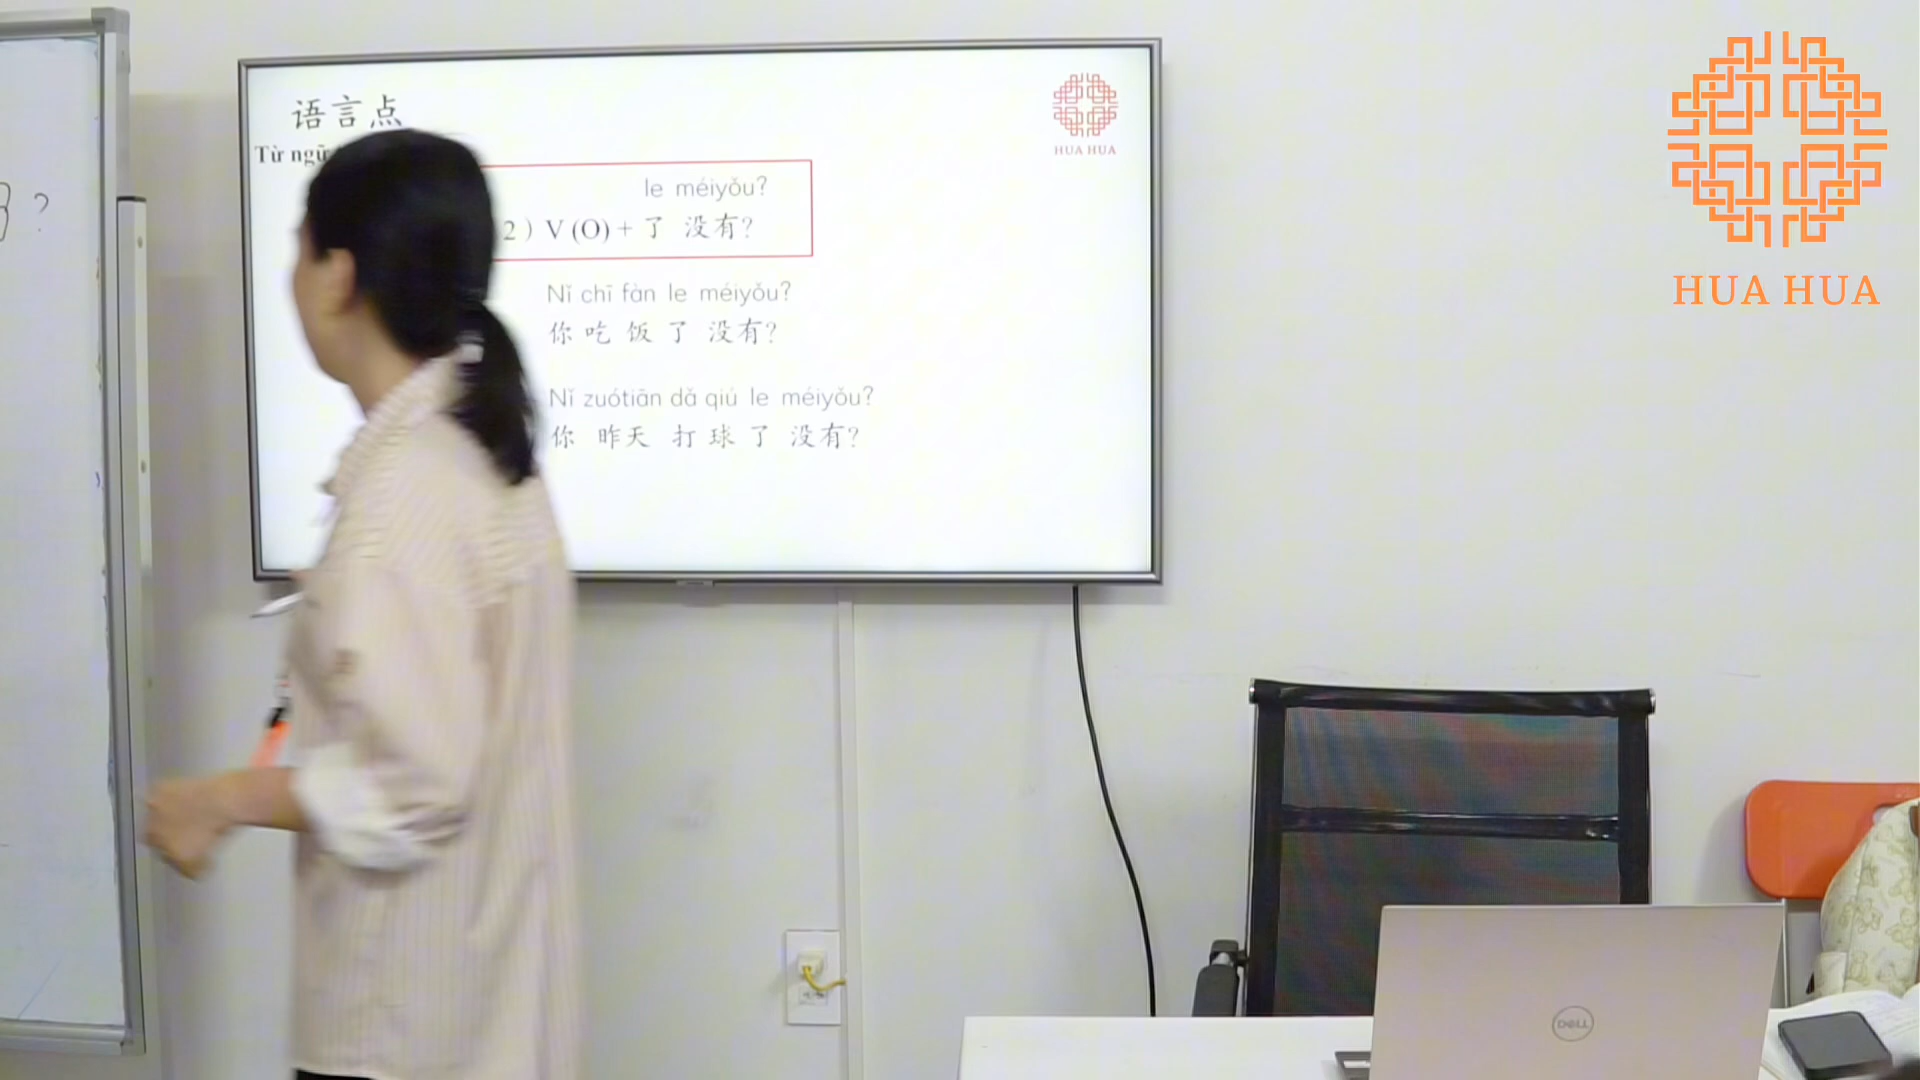 ?
语言点
Từ ngữ
le méiyǒu?
2) V (O) + 了 没有?
Nǐ chī fàn le méiyǒu?
你 吃 饭 了 没有?
Nǐ zuótiān dǎ qiú le méiyǒu?
你 昨天 打 球 了 没有?
HUA HUA
HUA HUA
DELL